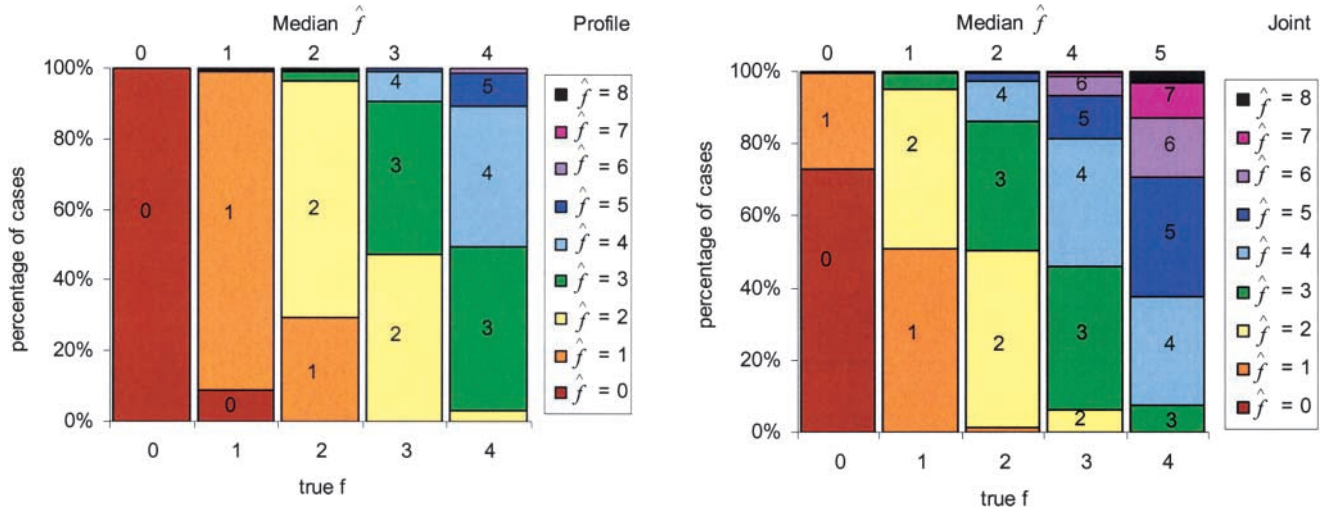 Median f̂ Profile
0 1 2 3 4
100%
80%
60%
40%
20%
0%
percentage of cases
0
0 1
1 2
2 3 4
3 4 5
0 1 2 3 4
true f
f̂ = 8
f̂ = 7
f̂ = 6
f̂ = 5
f̂ = 4
f̂ = 3
f̂ = 2
f̂ = 1
f̂ = 0
Median f̂ Joint
0 1 2 4 5
100%
80%
60%
40%
20%
0%
percentage of cases
0 1
1 2
2 3 4
2 3 4 5 6
3 4 5 6 7
0 1 2 3 4
true f
f̂ = 8
f̂ = 7
f̂ = 6
f̂ = 5
f̂ = 4
f̂ = 3
f̂ = 2
f̂ = 1
f̂ = 0